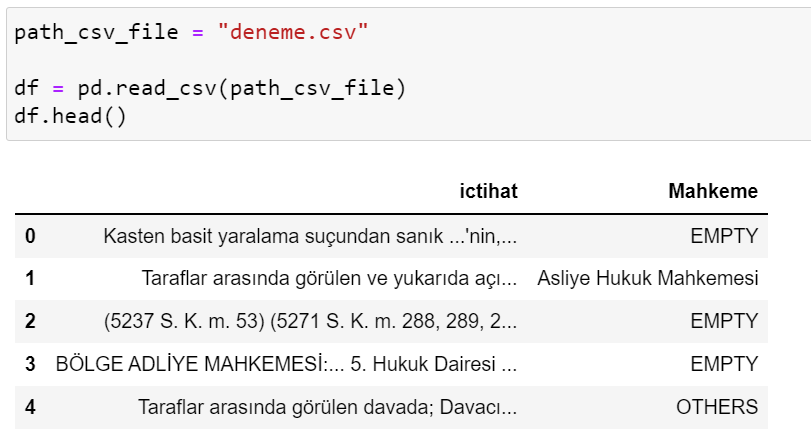 path_csv_file = "deneme.csv"
df = pd.read_csv(path_csv_file)
df.head()
ictihat Mahkeme
0 Kasten basit yaralama suçundan sanık ...'nin,... EMPTY
1 Taraflar arasında görülen ve yukarıda açı... Asliye Hukuk Mahkemesi
2 (5237 S. K. m. 53) (5271 S. K. m. 288, 289, 2... EMPTY
3 BÖLGE ADLİYE MAHKEMESİ:... 5. Hukuk Dairesi ... EMPTY
4 Taraflar arasında görülen davada; Davacı... OTHERS